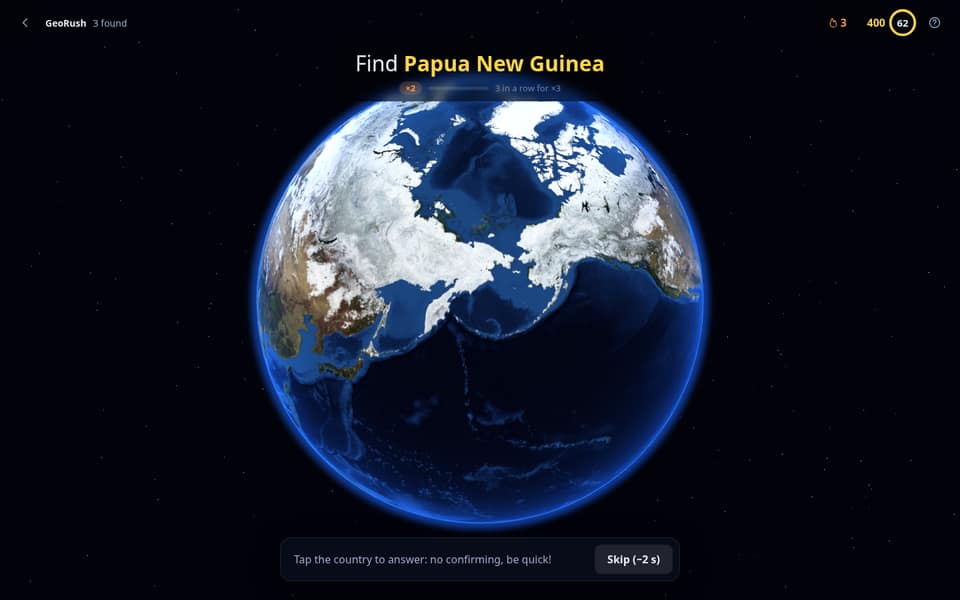 GeoRush 3 found
3 400 62
Find Papua New Guinea
×2 3 in a row for ×3
Tap the country to answer: no confirming, be quick! Skip (−2 s)